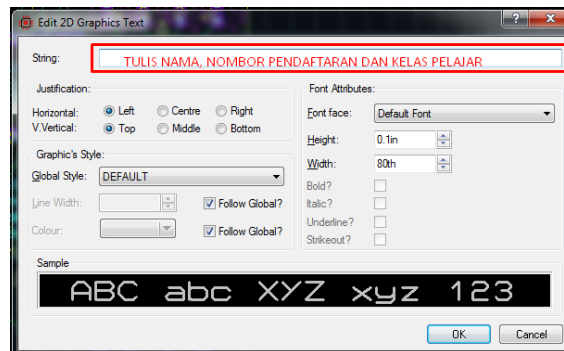 Edit 2D Graphics Text
String:
TULIS NAMA, NOMBOR PENDAFTARAN DAN KELAS PELAJAR
Justification:
Horizontal: Left Centre Right
V.Vertical: Top Middle Bottom
Graphic's Style:
Global Style: DEFAULT
Line Width: Follow Global?
Colour: Follow Global?
Font Attributes:
Font face: Default Font
Height: 0.1in
Width: 80th
Bold?
Italic?
Underline?
Strikeout?
Sample
ABC abc XYZ xyz 123
OK Cancel